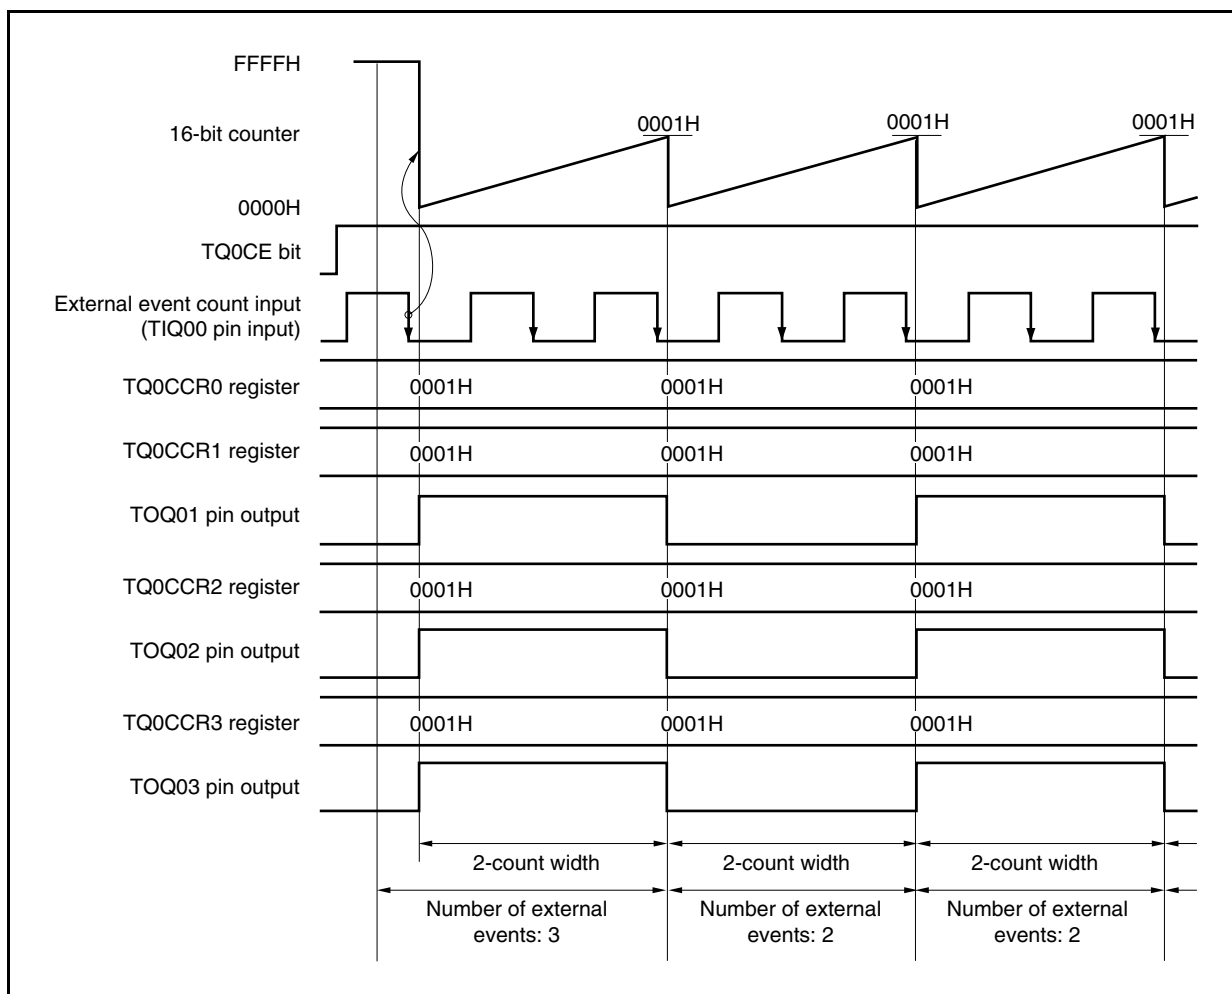 FFFFH
16-bit counter
0001H 0001H 0001H
0000H
TQ0CE bit
External event count input
(TIQ00 pin input)
TQ0CCR0 register 0001H 0001H 0001H
TQ0CCR1 register 0001H 0001H 0001H
TOQ01 pin output
TQ0CCR2 register 0001H 0001H 0001H
TOQ02 pin output
TQ0CCR3 register 0001H 0001H 0001H
TOQ03 pin output
2-count width 2-count width 2-count width
Number of external
events: 3
Number of external
events: 2
Number of external
events: 2